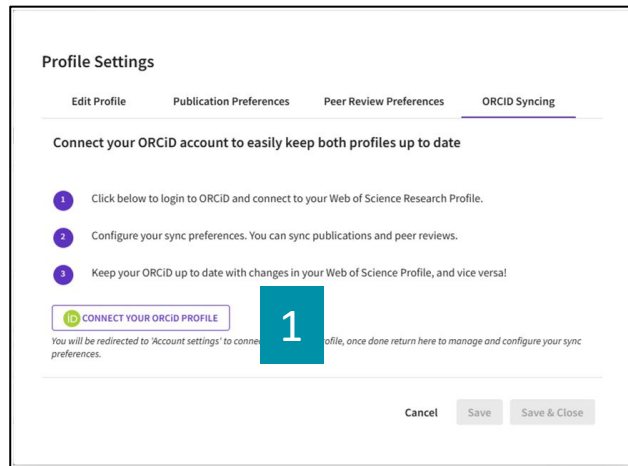 Profile Settings
Edit Profile Publication Preferences Peer Review Preferences ORCID Syncing
Connect your ORCiD account to easily keep both profiles up to date
1 Click below to login to ORCiD and connect to your Web of Science Research Profile.
2 Configure your sync preferences. You can sync publications and peer reviews.
3 Keep your ORCiD up to date with changes in your Web of Science Profile, and vice versa!
iD CONNECT YOUR ORCiD PROFILE
1
You will be redirected to 'Account settings' to connec ofile, once done return here to manage and configure your sync
preferences.
Cancel Save Save & Close